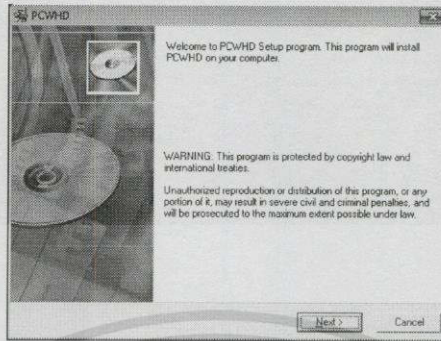 PCWHD
Welcome to PCWHD Setup program. This program will install
PCWHD on your computer.
WARNING: This program is protected by copyright law and
international treaties.
Unauthorized reproduction or distribution of this program, or any
portion of it, may result in severe civil and criminal penalties, and
will be prosecuted to the maximum extent possible under law.
Next >
Cancel